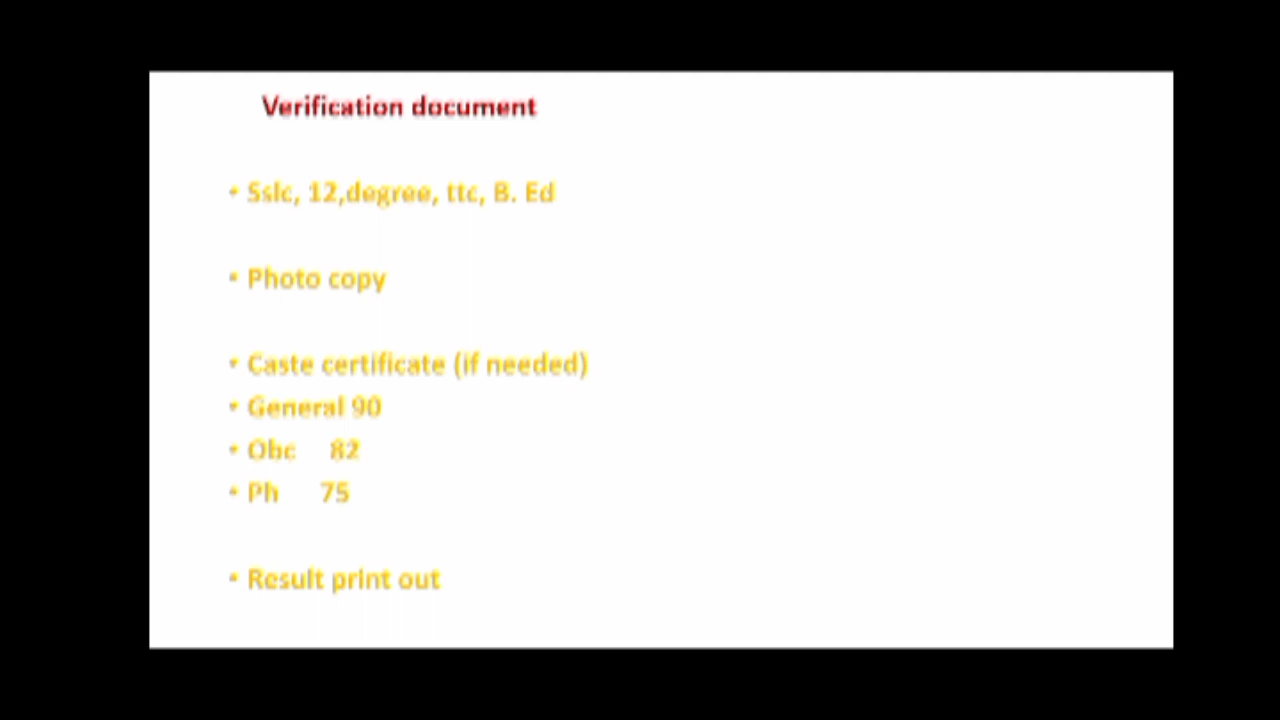 Verification document
• Sslc, 12,degree, ttc, B. Ed
• Photo copy
• Caste certificate (if needed)
• General 90
• Obc 82
• Ph 75
• Result print out